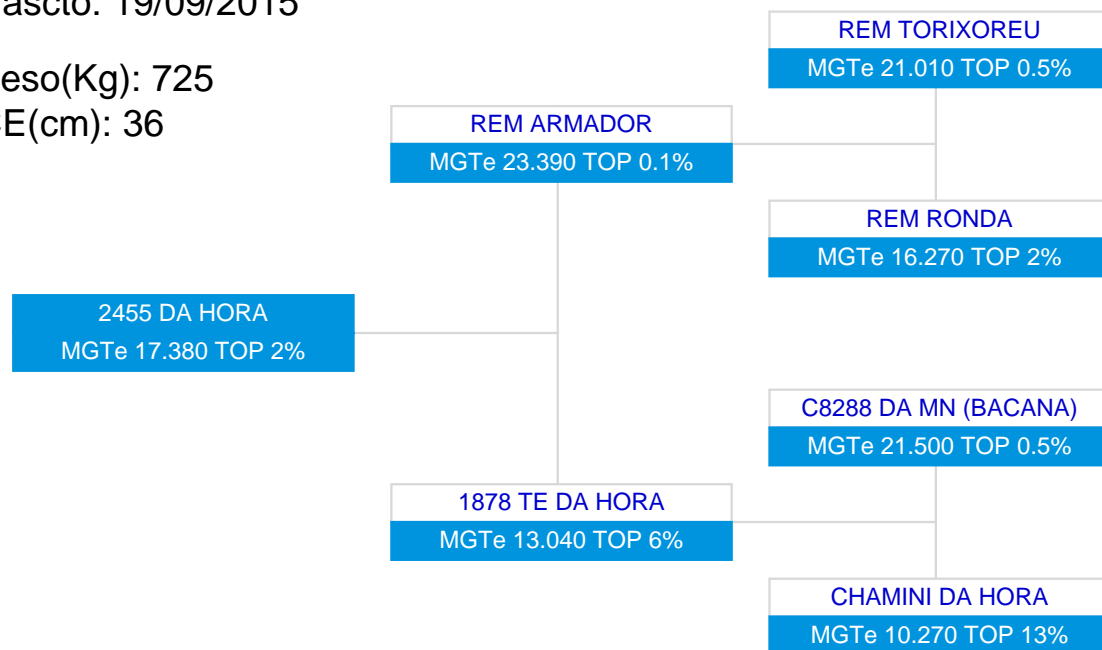 ascto: 19/09/2015
eso(Kg): 725
E(cm): 36
REM TORIXOREU
MGTe 21.010 TOP 0.5%
REM ARMADOR
MGTe 23.390 TOP 0.1%
REM RONDA
MGTe 16.270 TOP 2%
2455 DA HORA
MGTe 17.380 TOP 2%
C8288 DA MN (BACANA)
MGTe 21.500 TOP 0.5%
1878 TE DA HORA
MGTe 13.040 TOP 6%
CHAMINI DA HORA
MGTe 10.270 TOP 13%